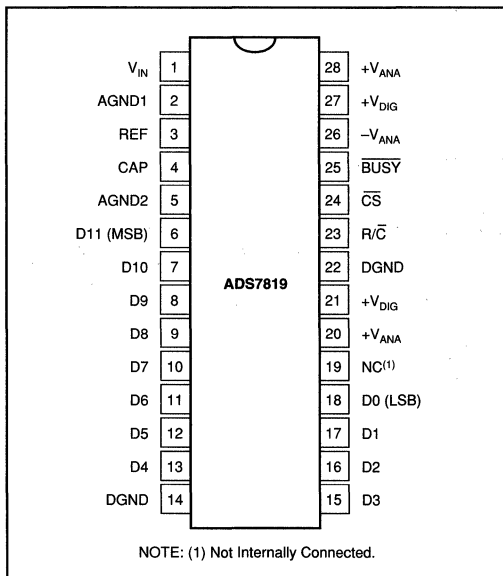 V_IN 1 28 +V_ANA
AGND1 2 27 +V_DIG
REF 3 26 –V_ANA
CAP 4 25 B̅U̅S̅Y̅
AGND2 5 24 C̅S̅
D11 (MSB) 6 23 R/C̅
D10 7 22 DGND
ADS7819
D9 8 21 +V_DIG
D8 9 20 +V_ANA
D7 10 19 NC(1)
D6 11 18 D0 (LSB)
D5 12 17 D1
D4 13 16 D2
DGND 14 15 D3
NOTE: (1) Not Internally Connected.